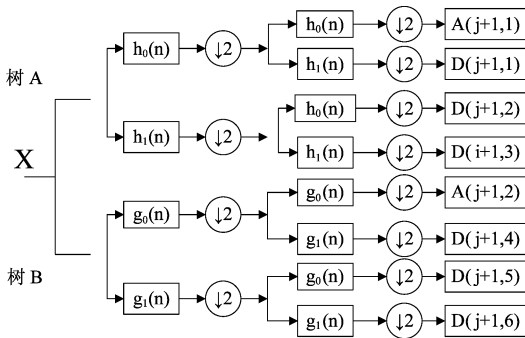 h₀(n) ↓2 A(j+1,1)
h₀(n) ↓2
h₁(n) ↓2 D(j+1,1)
树 A
h₀(n) ↓2 D(j+1,2)
h₁(n) ↓2
h₁(n) ↓2 D(i+1,3)
X
g₀(n) ↓2 A(j+1,2)
g₀(n) ↓2
g₁(n) ↓2 D(j+1,4)
树 B
g₀(n) ↓2 D(j+1,5)
g₁(n) ↓2
g₁(n) ↓2 D(j+1,6)